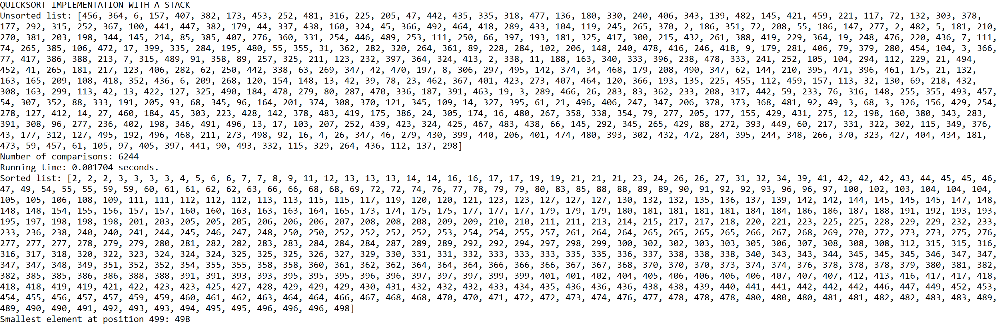 QUICKSORT IMPLEMENTATION WITH A STACK
Unsorted list: [456, 364, 6, 157, 407, 382, 173, 453, 252, 481, 316, 225, 205, 47, 442, 435, 335, 318, 477, 136, 180, 330, 240, 406, 343, 139, 482, 145, 421, 459, 221, 117, 72, 132, 303, 378,
177, 292, 315, 252, 367, 100, 441, 447, 382, 179, 44, 337, 438, 160, 324, 45, 366, 492, 464, 418, 289, 433, 104, 119, 245, 265, 370, 2, 186, 351, 72, 208, 55, 186, 147, 277, 2, 482, 5, 181, 210,
270, 381, 203, 198, 344, 145, 214, 85, 385, 407, 276, 360, 331, 254, 446, 489, 253, 111, 250, 66, 397, 193, 181, 325, 417, 300, 215, 432, 261, 388, 419, 229, 364, 19, 248, 476, 220, 436, 7, 111,
74, 265, 385, 106, 472, 17, 399, 335, 284, 195, 480, 55, 355, 31, 362, 282, 320, 264, 361, 89, 228, 284, 102, 206, 148, 240, 478, 416, 246, 418, 9, 179, 281, 406, 79, 379, 280, 454, 104, 3, 366,
77, 417, 386, 388, 213, 7, 315, 489, 91, 358, 89, 257, 325, 211, 123, 232, 397, 364, 324, 413, 2, 338, 11, 188, 163, 340, 333, 396, 238, 478, 333, 241, 252, 105, 104, 294, 112, 229, 21, 494,
452, 41, 265, 181, 217, 123, 406, 282, 62, 250, 442, 338, 63, 269, 347, 42, 470, 197, 8, 306, 297, 495, 142, 374, 34, 468, 179, 208, 490, 347, 62, 144, 210, 395, 471, 396, 461, 175, 21, 132,
163, 165, 209, 108, 418, 352, 436, 6, 209, 268, 120, 154, 148, 13, 42, 39, 78, 23, 462, 367, 401, 423, 273, 407, 464, 120, 366, 193, 135, 225, 455, 112, 459, 157, 113, 32, 130, 69, 218, 432,
308, 163, 299, 113, 42, 13, 422, 127, 325, 490, 184, 478, 279, 80, 287, 470, 336, 187, 391, 463, 19, 3, 289, 466, 26, 283, 83, 362, 233, 208, 317, 442, 59, 233, 76, 316, 148, 255, 355, 493, 457,
54, 307, 352, 88, 333, 191, 205, 93, 68, 345, 96, 164, 201, 374, 308, 370, 121, 345, 109, 14, 327, 395, 61, 21, 496, 406, 247, 347, 206, 378, 373, 368, 481, 92, 49, 3, 68, 3, 326, 156, 429, 254,
278, 127, 412, 14, 27, 460, 184, 45, 303, 223, 428, 142, 378, 483, 419, 175, 386, 24, 305, 174, 16, 480, 267, 358, 338, 354, 79, 277, 205, 177, 155, 429, 431, 275, 12, 198, 160, 380, 343, 283,
391, 308, 96, 277, 236, 402, 198, 346, 491, 496, 13, 17, 103, 207, 252, 439, 423, 324, 425, 467, 483, 438, 66, 145, 292, 345, 265, 429, 88, 272, 393, 449, 60, 217, 331, 322, 302, 115, 349, 376,
43, 177, 312, 127, 495, 192, 496, 468, 211, 273, 498, 92, 16, 4, 26, 347, 46, 279, 430, 399, 440, 206, 401, 474, 480, 393, 302, 432, 472, 284, 395, 244, 348, 266, 370, 323, 427, 404, 434, 181,
473, 59, 457, 61, 105, 97, 405, 397, 441, 90, 493, 332, 115, 329, 264, 436, 112, 137, 298]
Number of comparisons: 6244
Running time: 0.001704 seconds.
Sorted list: [2, 2, 2, 3, 3, 3, 3, 4, 5, 6, 6, 7, 7, 8, 9, 11, 12, 13, 13, 13, 14, 14, 16, 16, 17, 17, 19, 19, 21, 21, 21, 23, 24, 26, 26, 27, 31, 32, 34, 39, 41, 42, 42, 42, 43, 44, 45, 45, 46,
47, 49, 54, 55, 55, 59, 59, 60, 61, 61, 62, 62, 63, 66, 66, 68, 68, 69, 72, 72, 74, 76, 77, 78, 79, 79, 80, 83, 85, 88, 88, 89, 89, 90, 91, 92, 92, 93, 96, 96, 97, 100, 102, 103, 104, 104, 104,
105, 105, 106, 108, 109, 111, 111, 112, 112, 112, 113, 113, 115, 115, 117, 119, 120, 120, 121, 123, 123, 127, 127, 127, 130, 132, 132, 135, 136, 137, 139, 142, 142, 144, 145, 145, 145, 147, 148,
148, 148, 154, 155, 156, 157, 157, 160, 160, 163, 163, 163, 164, 165, 173, 174, 175, 175, 177, 177, 177, 179, 179, 179, 180, 181, 181, 181, 181, 184, 184, 186, 186, 187, 188, 191, 192, 193, 193,
195, 197, 198, 198, 198, 201, 203, 205, 205, 205, 206, 206, 206, 207, 208, 208, 208, 209, 209, 210, 210, 211, 211, 213, 214, 215, 217, 217, 218, 220, 221, 223, 225, 225, 228, 229, 229, 232, 233,
233, 236, 238, 240, 240, 241, 244, 245, 246, 247, 248, 250, 250, 252, 252, 252, 252, 253, 254, 254, 255, 257, 261, 264, 264, 265, 265, 265, 265, 266, 267, 268, 269, 270, 272, 273, 273, 275, 276,
277, 277, 277, 278, 279, 279, 280, 281, 282, 282, 283, 283, 284, 284, 284, 287, 289, 289, 292, 292, 294, 297, 298, 299, 300, 302, 302, 303, 303, 305, 306, 307, 308, 308, 308, 312, 315, 315, 316,
316, 317, 318, 320, 322, 323, 324, 324, 324, 325, 325, 325, 326, 327, 329, 330, 331, 331, 332, 333, 333, 333, 335, 335, 336, 337, 338, 338, 338, 340, 343, 343, 344, 345, 345, 345, 346, 347, 347,
347, 347, 348, 349, 351, 352, 352, 354, 355, 355, 358, 358, 360, 361, 362, 362, 364, 364, 364, 366, 366, 366, 367, 367, 368, 370, 370, 370, 373, 374, 374, 376, 378, 378, 378, 379, 380, 381, 382,
382, 385, 385, 386, 386, 388, 388, 391, 391, 393, 393, 395, 395, 395, 396, 396, 397, 397, 397, 399, 399, 401, 401, 402, 404, 405, 406, 406, 406, 406, 407, 407, 407, 412, 413, 416, 417, 417, 418,
418, 418, 419, 419, 421, 422, 423, 423, 425, 427, 428, 429, 429, 429, 430, 431, 432, 432, 432, 433, 434, 435, 436, 436, 436, 438, 438, 439, 440, 441, 441, 442, 442, 442, 446, 447, 449, 452, 453,
454, 455, 456, 457, 457, 459, 459, 460, 461, 462, 463, 464, 464, 466, 467, 468, 468, 470, 470, 471, 472, 472, 473, 474, 476, 477, 478, 478, 478, 480, 480, 480, 481, 481, 482, 482, 483, 483, 489,
489, 490, 490, 491, 492, 493, 493, 494, 495, 495, 496, 496, 496, 498]
Smallest element at position 499: 498